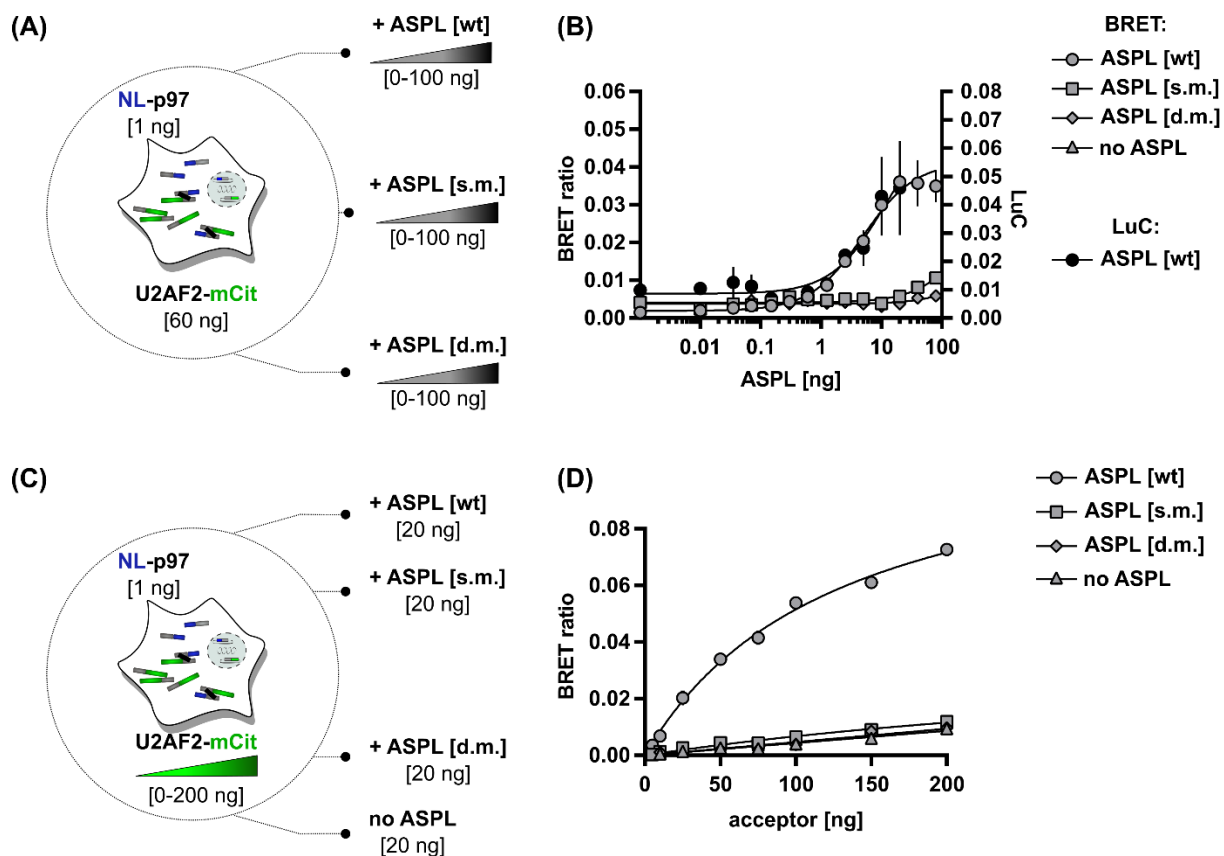 (A)
+ ASPL [wt]
[0-100 ng]
NL-p97
[1 ng]
+ ASPL [s.m.]
[0-100 ng]
U2AF2-mCit
[60 ng]
+ ASPL [d.m.]
[0-100 ng]
(B)
BRET:
ASPL [wt]
ASPL [s.m.]
ASPL [d.m.]
no ASPL
LuC:
ASPL [wt]
BRET ratio
0.06
0.05
0.04
0.03
0.02
0.01
0.00
0.08
0.07
0.06
0.05
0.04
0.03
0.02
0.01
0.00
LuC
0.01 0.1 1 10 100
ASPL [ng]
(C)
+ ASPL [wt]
[20 ng]
NL-p97
[1 ng]
+ ASPL [s.m.]
[20 ng]
U2AF2-mCit
[0-200 ng]
+ ASPL [d.m.]
[20 ng]
no ASPL
[20 ng]
(D)
ASPL [wt]
ASPL [s.m.]
ASPL [d.m.]
no ASPL
BRET ratio
0.08
0.06
0.04
0.02
0.00
0 50 100 150 200
acceptor [ng]